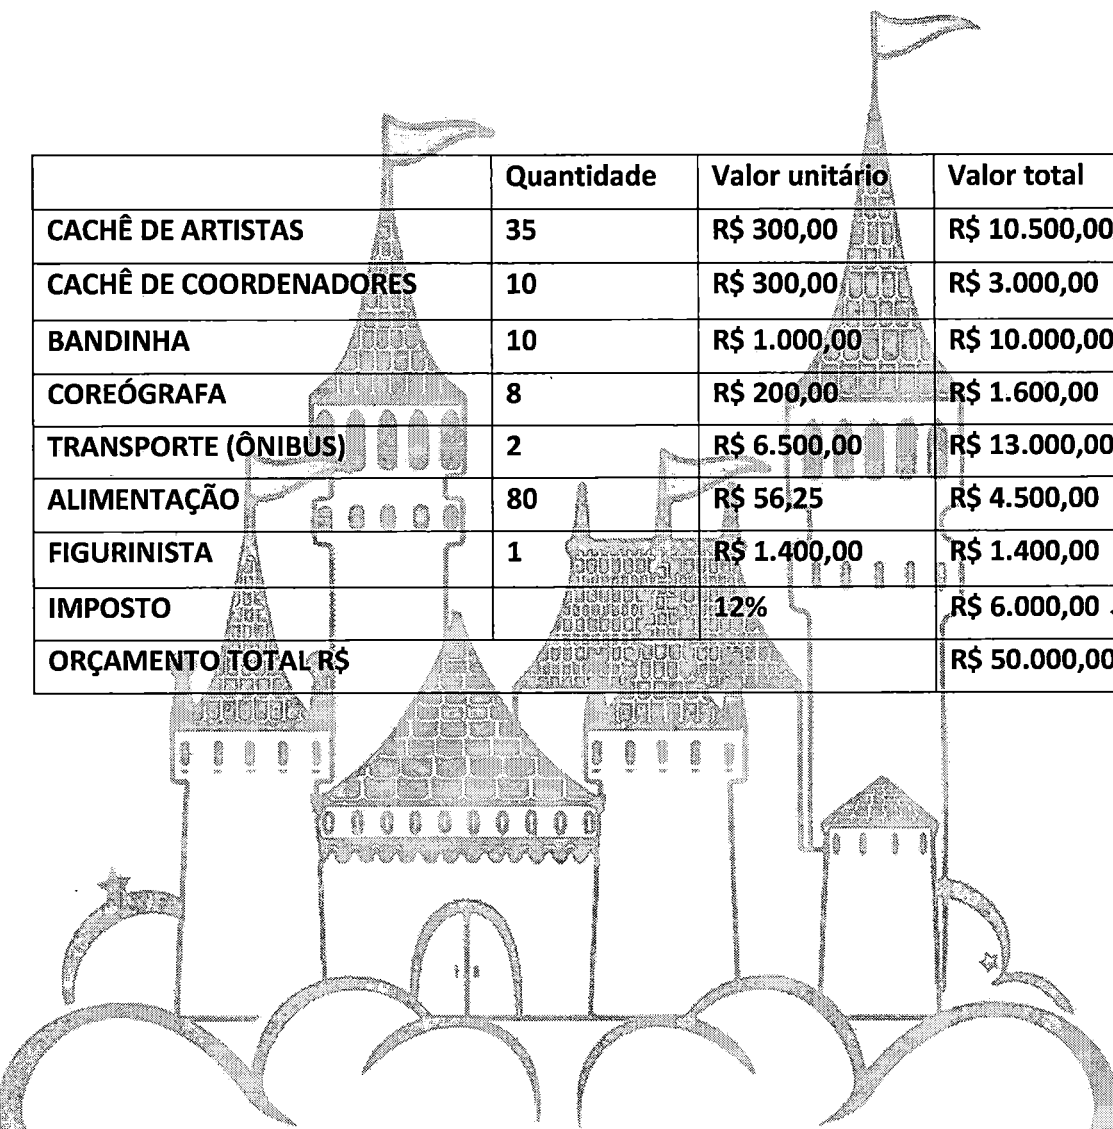 Quantidade Valor unitário Valor total
CACHÊ DE ARTISTAS 35 R$ 300,00 R$ 10.500,00
CACHÊ DE COORDENADORES 10 R$ 300,00 R$ 3.000,00
BANDINHA 10 R$ 1.000,00 R$ 10.000,00
COREÓGRAFA 8 R$ 200,00 R$ 1.600,00
TRANSPORTE (ÔNIBUS) 2 R$ 6.500,00 R$ 13.000,00
ALIMENTAÇÃO 80 R$ 56,25 R$ 4.500,00
FIGURINISTA 1 R$ 1.400,00 R$ 1.400,00
IMPOSTO 12% R$ 6.000,00
ORÇAMENTO TOTAL R$ R$ 50.000,00